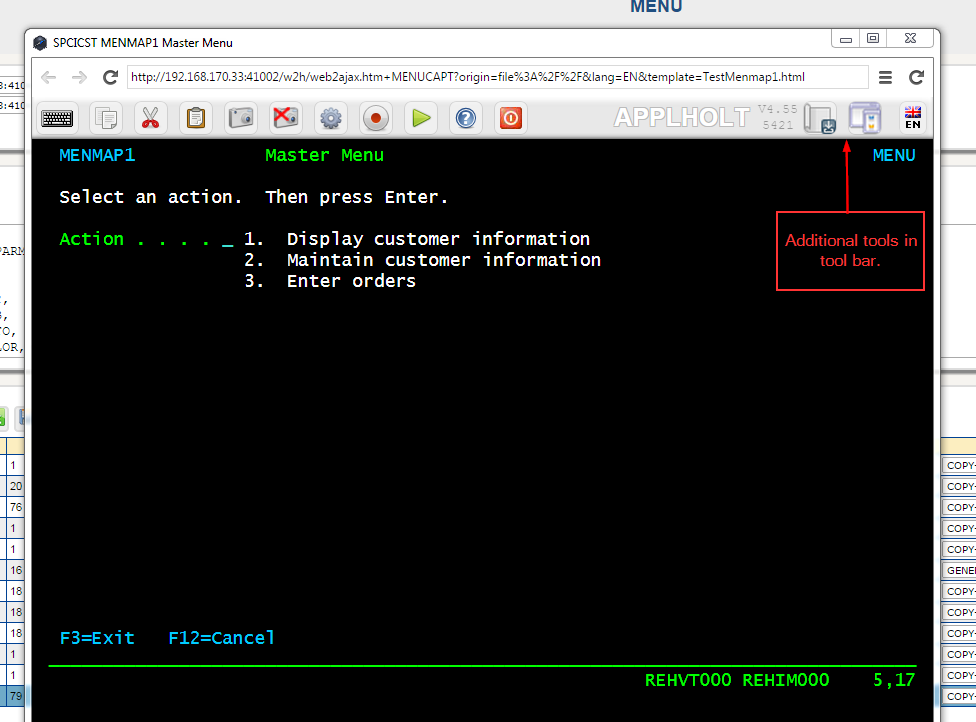 MENU
SPCICST MENMAP1 Master Menu
http://192.168.170.33:41002/w2h/web2ajax.htm+MENUCAPT?origin=file%3A%2F%2F&lang=EN&template=TestMenmap1.html
3:410
3:410
APPLHOLT V4.55
5421
EN
MENMAP1 Master Menu MENU
Select an action. Then press Enter.
Action . . . . _ 1. Display customer information
2. Maintain customer information
3. Enter orders
Additional tools in
tool bar.
PARM
LOR,
1 COPY-
20 COPY-
76 COPY-
1 COPY-
1 COPY-
16 GENE
18 COPY-
18 COPY-
18 COPY-
1 COPY-
1 COPY-
79 COPY-
F3=Exit F12=Cancel
REHVT000 REHIM000 5,17